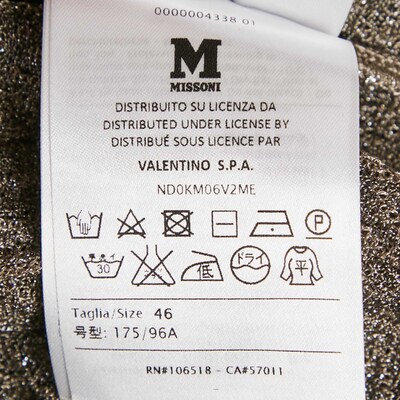 0000004338 01
M
MISSONI
DISTRIBUITO SU LICENZA DA
DISTRIBUTED UNDER LICENSE BY
DISTRIBUÉ SOUS LICENCE PAR
VALENTINO S.P.A.
ND0KM06V2ME
P
30 低 ドライ 平
Taglia/Size 46
号型: 175/96A
RN#106518 - CA#57011